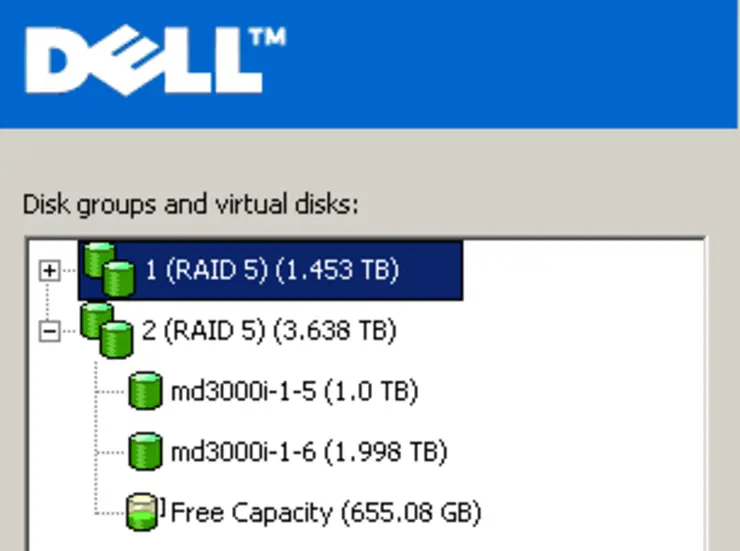 DELL™
Disk groups and virtual disks:
1 (RAID 5) (1.453 TB)
2 (RAID 5) (3.638 TB)
md3000i-1-5 (1.0 TB)
md3000i-1-6 (1.998 TB)
Free Capacity (655.08 GB)